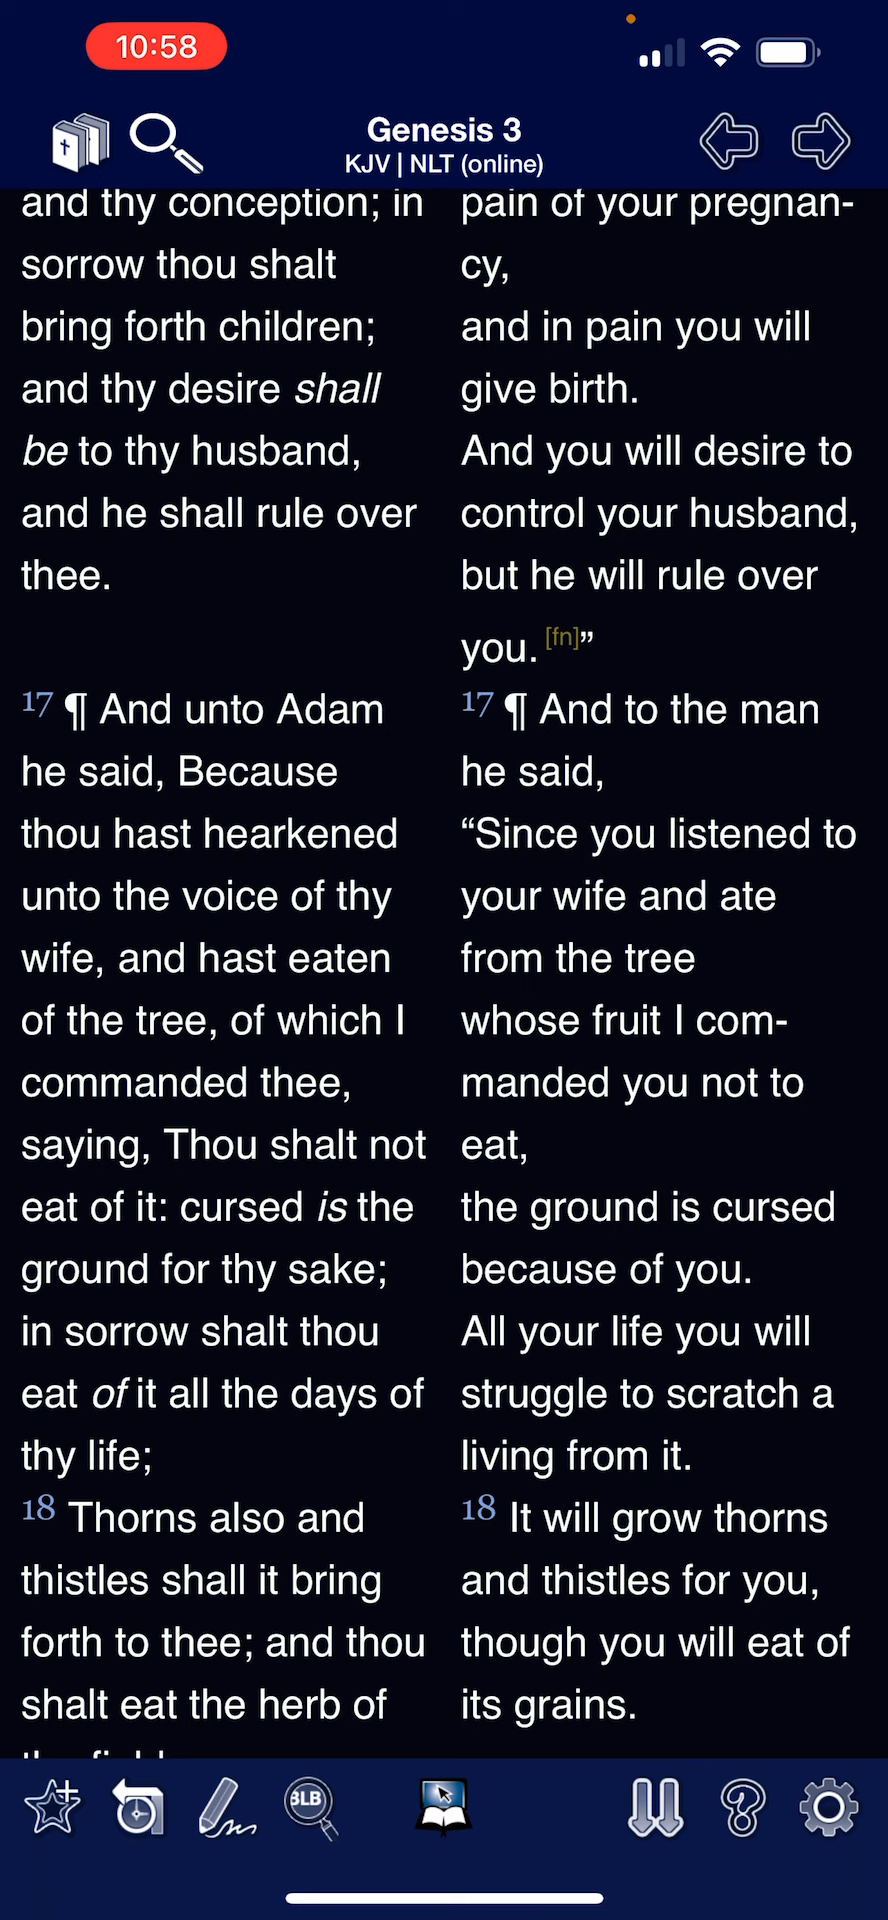 10:58
Genesis 3
KJV | NLT (online)
and thy conception; in
sorrow thou shalt
bring forth children;
and thy desire shall
be to thy husband,
and he shall rule over
thee.
17 ¶ And unto Adam
he said, Because
thou hast hearkened
unto the voice of thy
wife, and hast eaten
of the tree, of which I
commanded thee,
saying, Thou shalt not
eat of it: cursed is the
ground for thy sake;
in sorrow shalt thou
eat of it all the days of
thy life;
18 Thorns also and
thistles shall it bring
forth to thee; and thou
shalt eat the herb of
pain of your pregnan-
cy,
and in pain you will
give birth.
And you will desire to
control your husband,
but he will rule over
you. [fn]”
17 ¶ And to the man
he said,
“Since you listened to
your wife and ate
from the tree
whose fruit I com-
manded you not to
eat,
the ground is cursed
because of you.
All your life you will
struggle to scratch a
living from it.
18 It will grow thorns
and thistles for you,
though you will eat of
its grains.
BLB